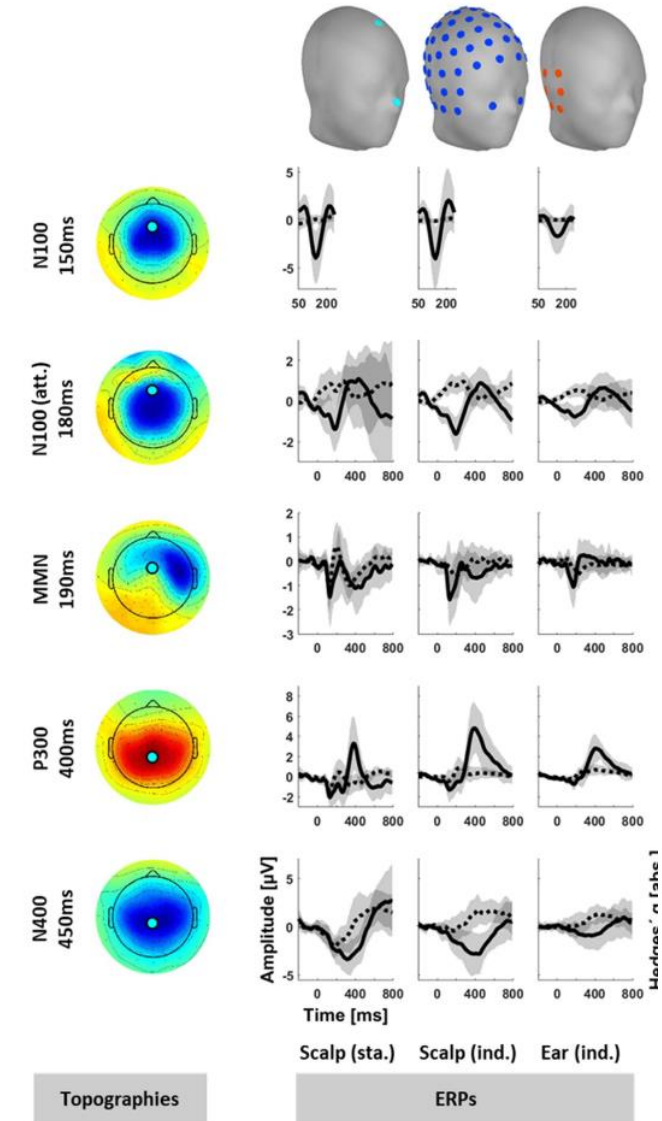 N100
150ms
5
0
-5
50 200
50 200
50 200
N100 (att.)
180ms
2
0
-2
0 400 800
0 400 800
0 400 800
MMN
190ms
2
1
0
-1
-2
-3
0 400 800
0 400 800
0 400 800
P300
400ms
8
6
4
2
0
-2
0 400 800
0 400 800
0 400 800
N400
450ms
Amplitude [µV]
5
0
-5
0 400 800
0 400 800
0 400 800
Time [ms]
Hedges´ g [abs.]
Scalp (sta.) Scalp (ind.) Ear (ind.)
Topographies ERPs